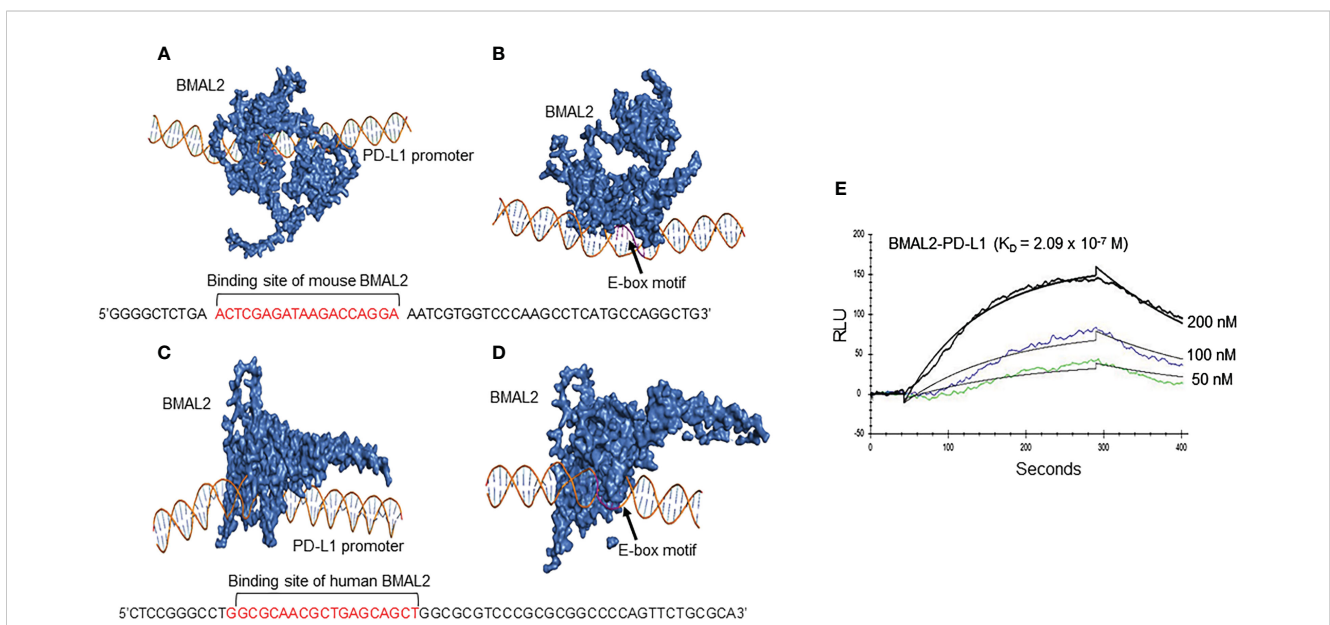 A
BMAL2
PD-L1 promoter
B
BMAL2
E-box motif
Binding site of mouse BMAL2
5'GGGGCTCTGA ACTCGAGATAAGACCAGGA AATCGTGGTCCCAAGCCTCATGCCAGGCTG3'
C
BMAL2
PD-L1 promoter
D
BMAL2
E-box motif
Binding site of human BMAL2
5'CTCCGGGCCTGGCGCAACGCTGAGCAGCTGGCGCGTCCCGCGCGGCCCCAGTTCTGCGCA3'
E
BMAL2-PD-L1 (KD = 2.09 x 10-7 M)
200
150
100
50
0
-50
RLU
0 100 200 300 400
Seconds
200 nM
100 nM
50 nM